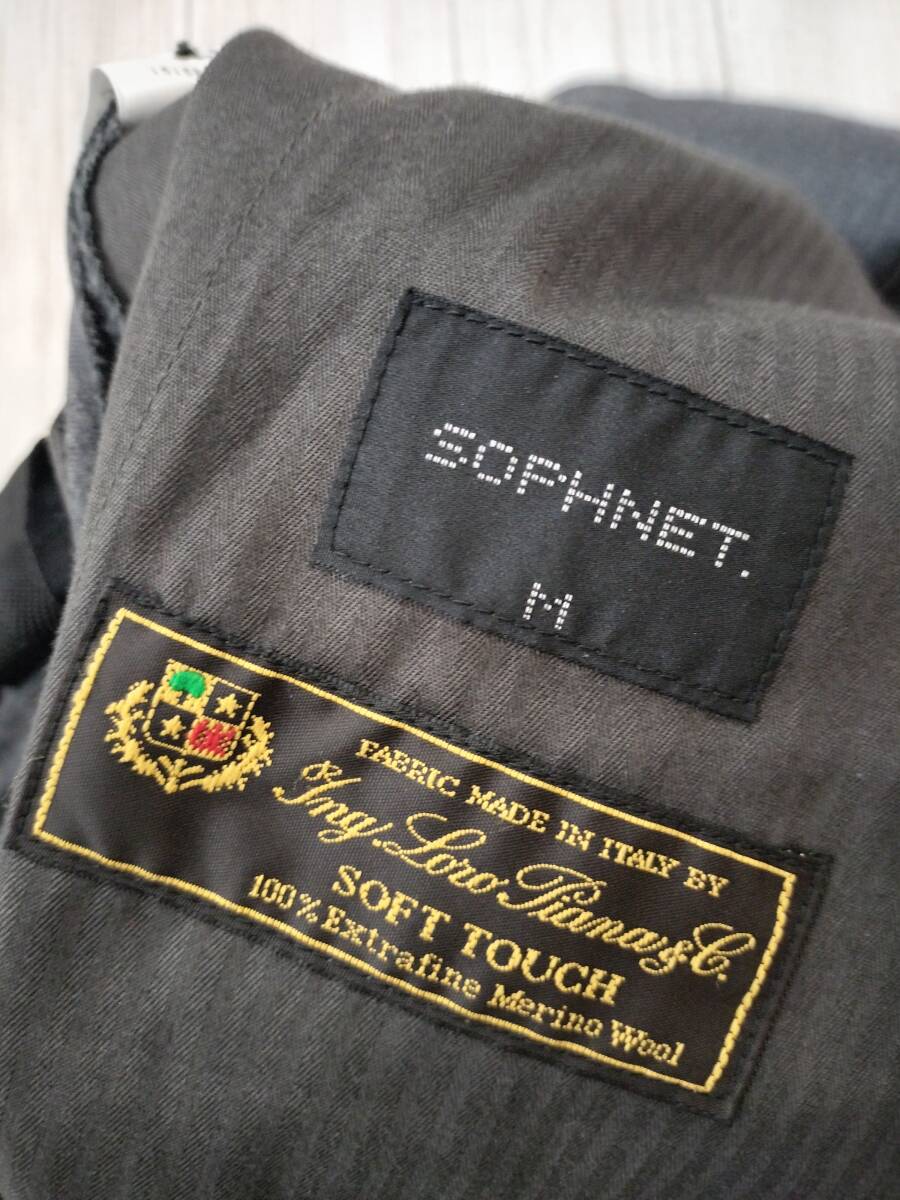 SOPHNET.
M
FABRIC MADE IN ITALY BY
Ing. Loro Piana & C.
SOFT TOUCH
100% Extrafine Merino Wool